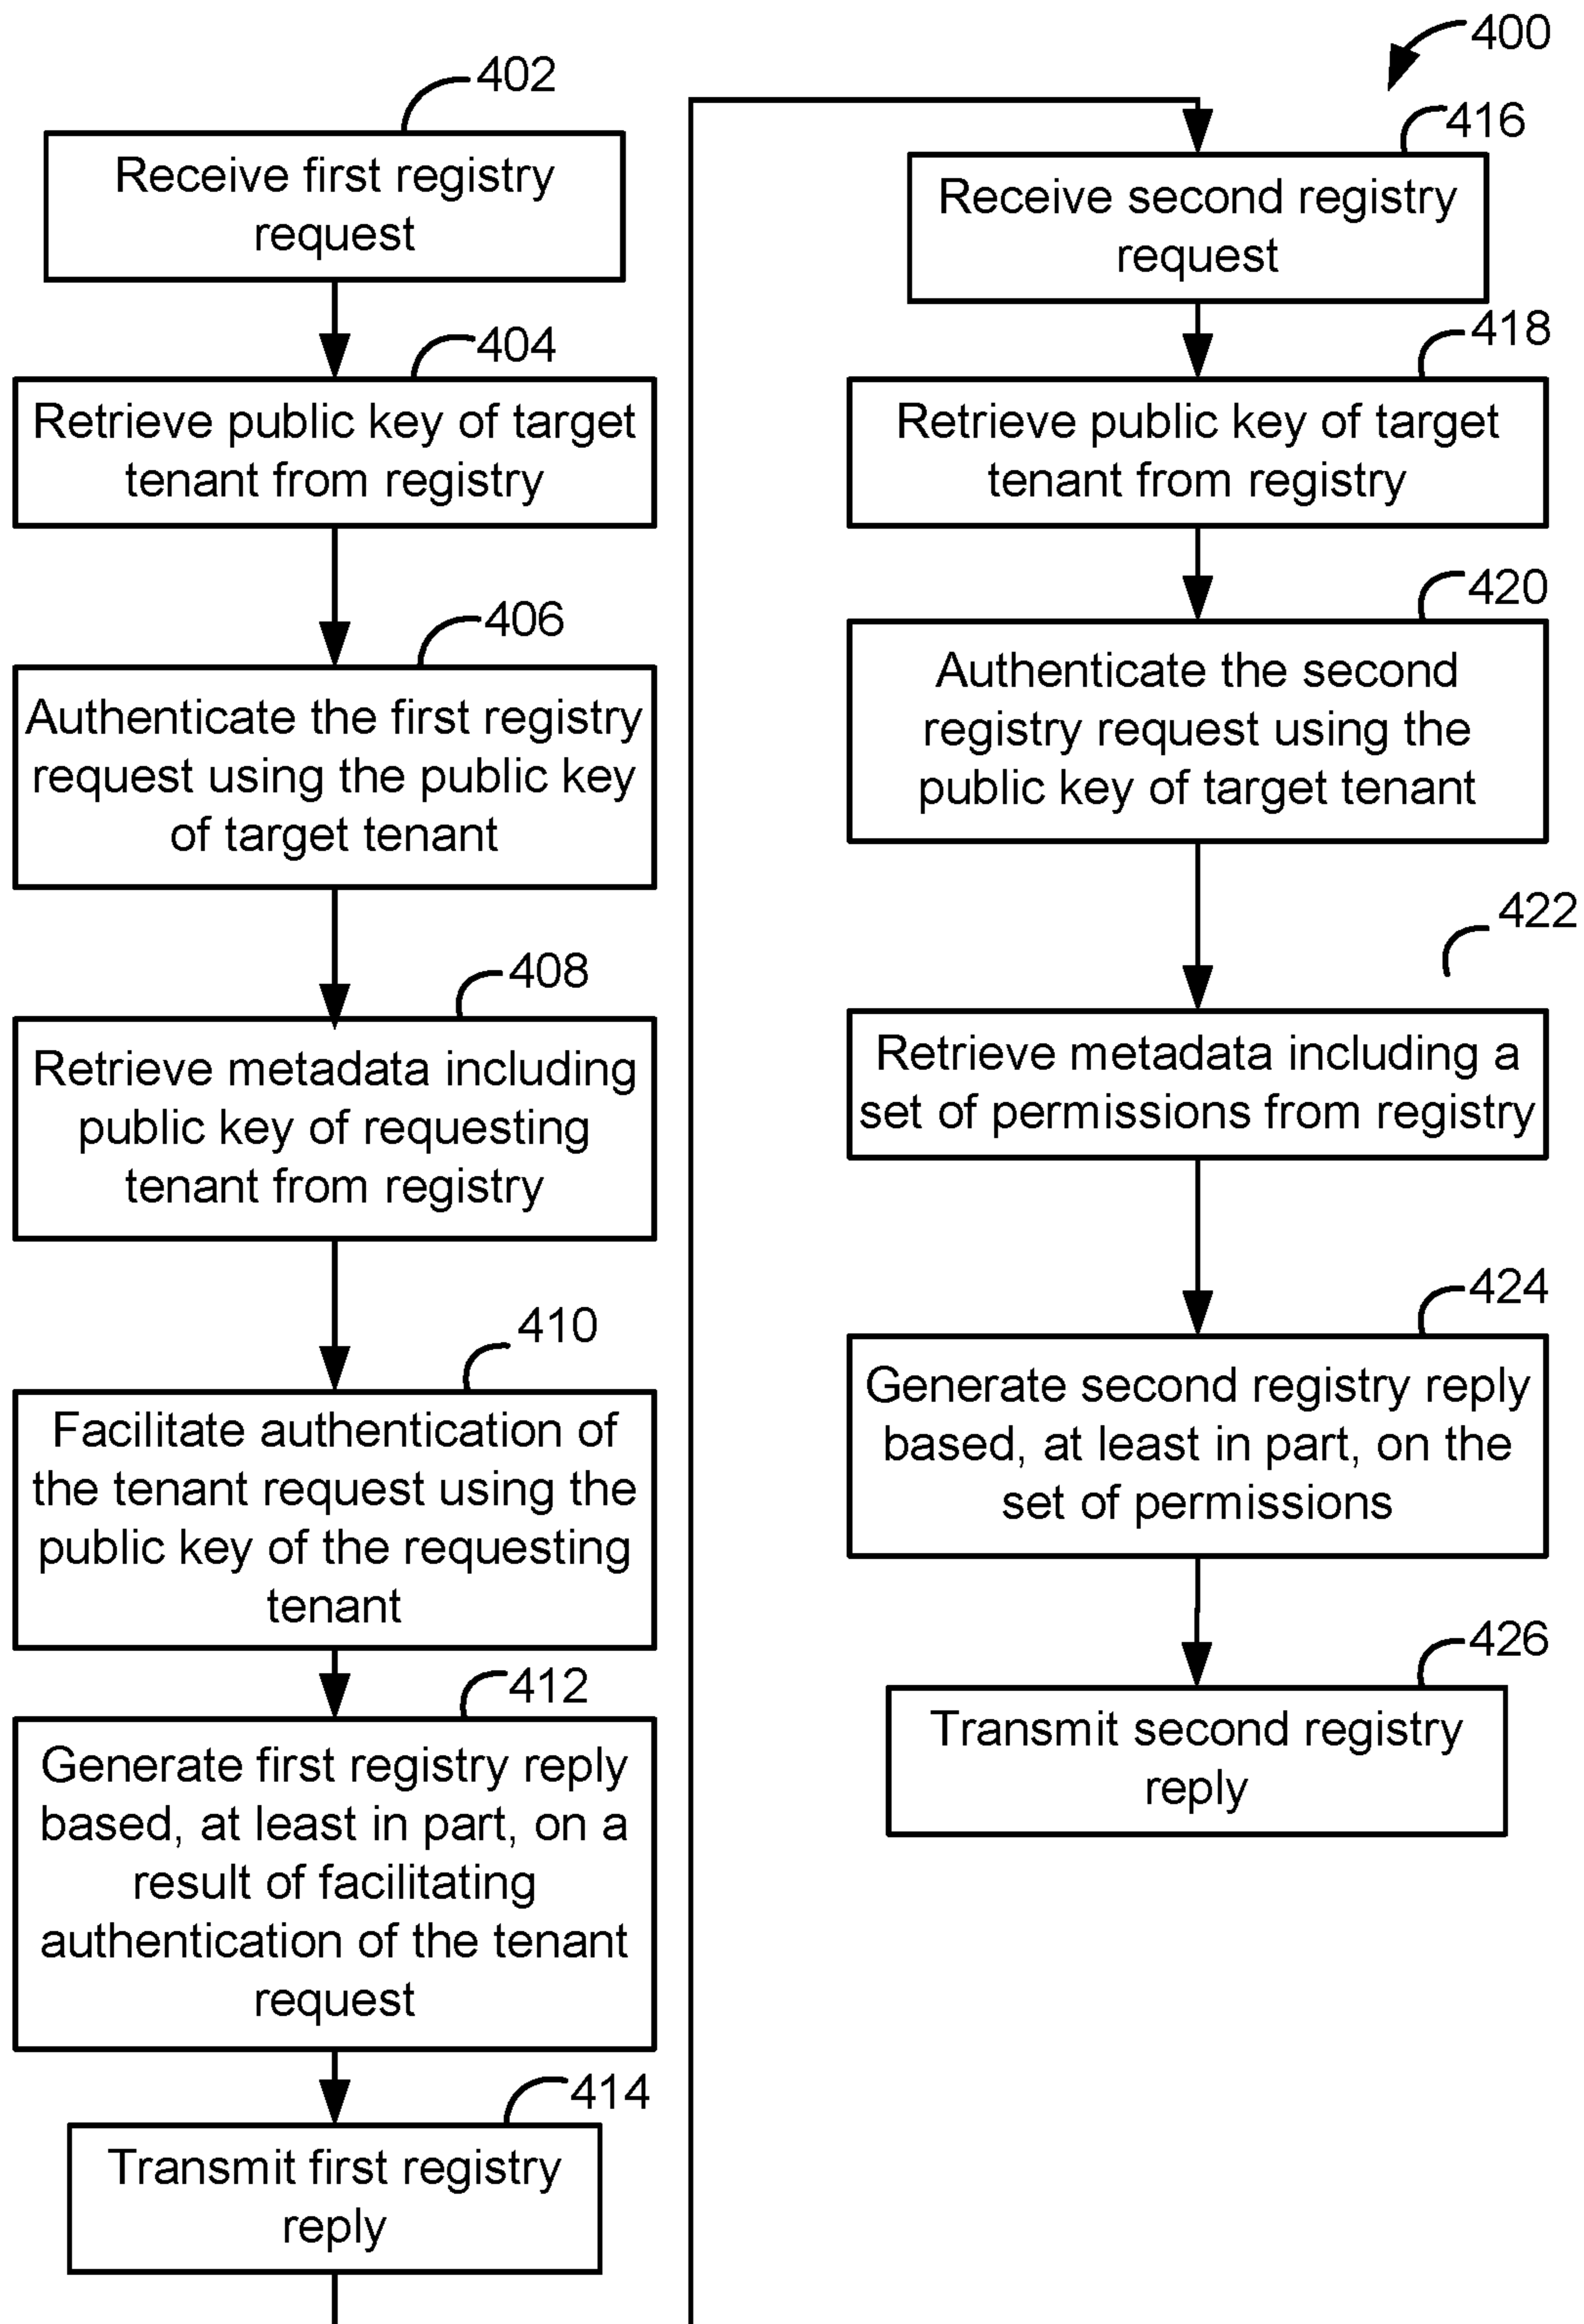 402
Receive first registry
request
404
Retrieve public key of target
tenant from registry
406
Authenticate the first registry
request using the public key
of target tenant
408
Retrieve metadata including
public key of requesting
tenant from registry
410
Facilitate authentication of
the tenant request using the
public key of the requesting
tenant
412
Generate first registry reply
based, at least in part, on a
result of facilitating
authentication of the tenant
request
414
Transmit first registry
reply
400
416
Receive second registry
request
418
Retrieve public key of target
tenant from registry
420
Authenticate the second
registry request using the
public key of target tenant
422
Retrieve metadata including a
set of permissions from registry
424
Generate second registry reply
based, at least in part, on the
set of permissions
426
Transmit second registry
reply